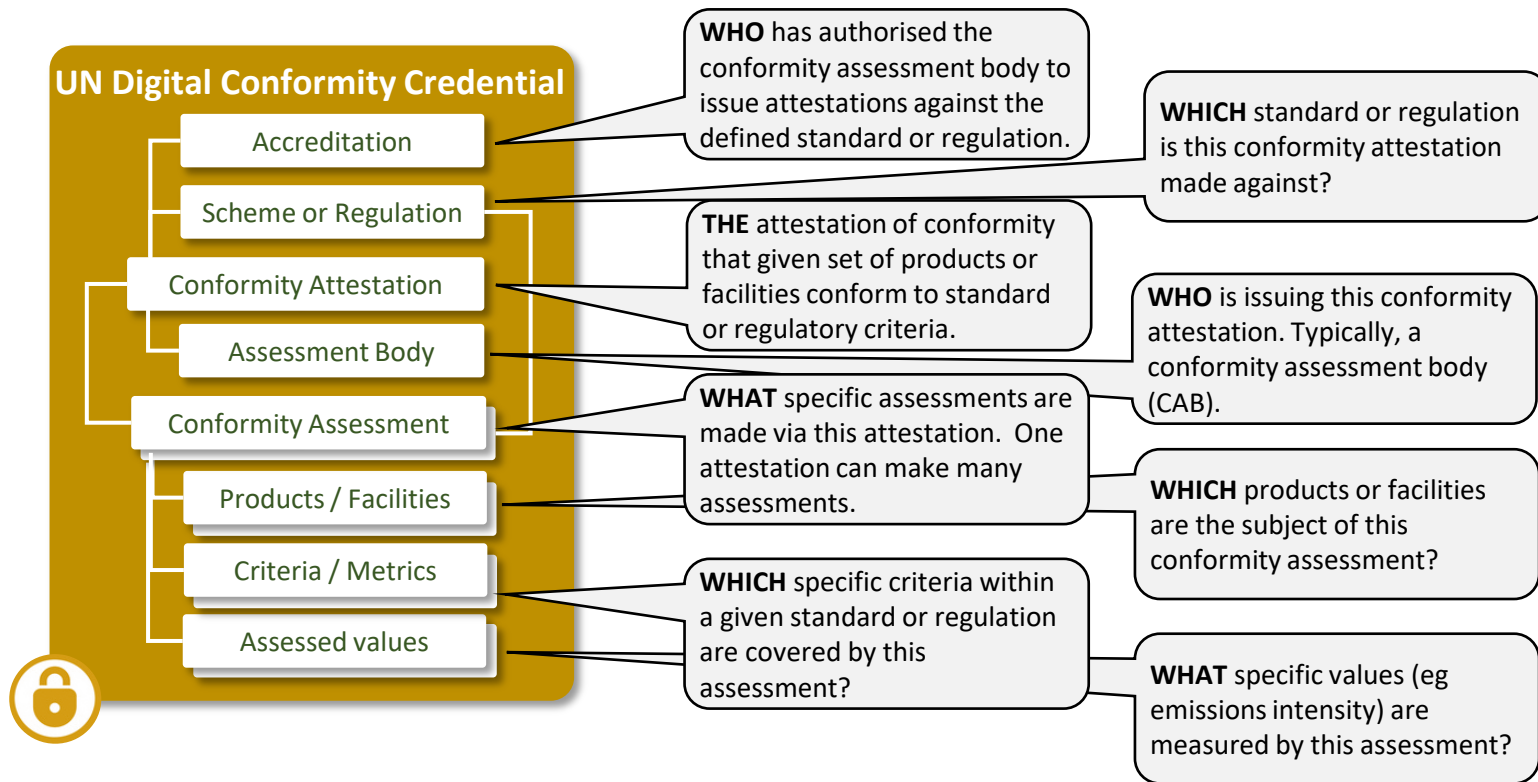 UN Digital Conformity Credential
Accreditation
Scheme or Regulation
Conformity Attestation
Assessment Body
Conformity Assessment
Products / Facilities
Criteria / Metrics
Assessed values
WHO has authorised the
conformity assessment body to
issue attestations against the
defined standard or regulation.
WHICH standard or regulation
is this conformity attestation
made against?
THE attestation of conformity
that given set of products or
facilities conform to standard
or regulatory criteria.
WHO is issuing this conformity
attestation. Typically, a
conformity assessment body
(CAB).
WHAT specific assessments are
made via this attestation. One
attestation can make many
assessments.
WHICH products or facilities
are the subject of this
conformity assessment?
WHICH specific criteria within
a given standard or regulation
are covered by this
assessment?
WHAT specific values (eg
emissions intensity) are
measured by this assessment?